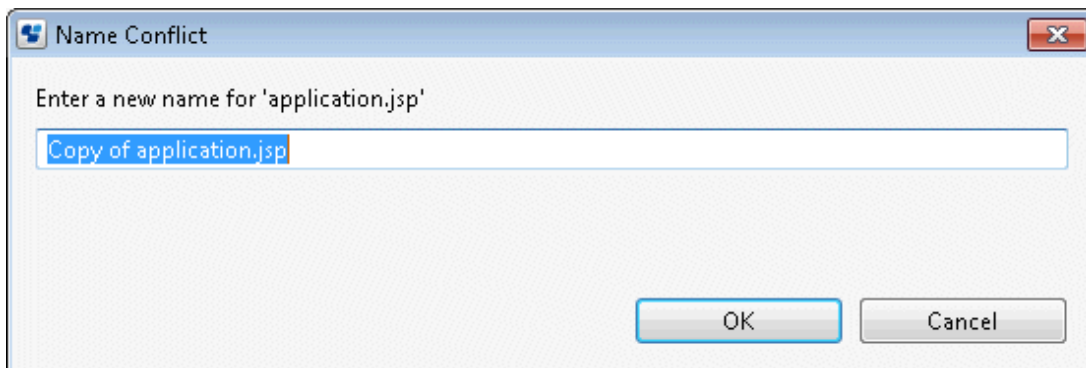 Name Conflict
Enter a new name for 'application.jsp'
Copy of application.jsp
OK Cancel